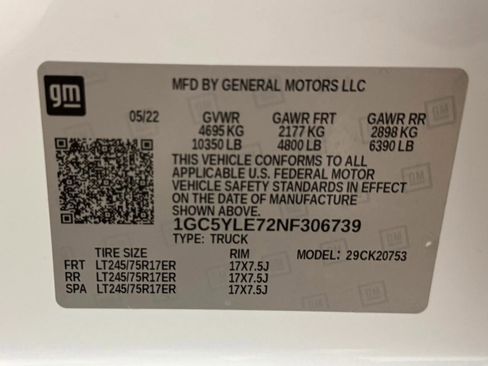 gm
MFD BY GENERAL MOTORS LLC
05/22 GVWR GAWR FRT GAWR RR
4695 KG 2177 KG 2898 KG
10350 LB 4800 LB 6390 LB
THIS VEHICLE CONFORMS TO ALL
APPLICABLE U.S. FEDERAL MOTOR
VEHICLE SAFETY STANDARDS IN EFFECT
ON THE DATE OF MANUFACTURE
SHOWN ABOVE.
1GC5YLE72NF306739
TYPE: TRUCK
TIRE SIZE RIM MODEL: 29CK20753
FRT LT245/75R17ER 17X7.5J
RR LT245/75R17ER 17X7.5J
SPA LT245/75R17ER 17X7.5J